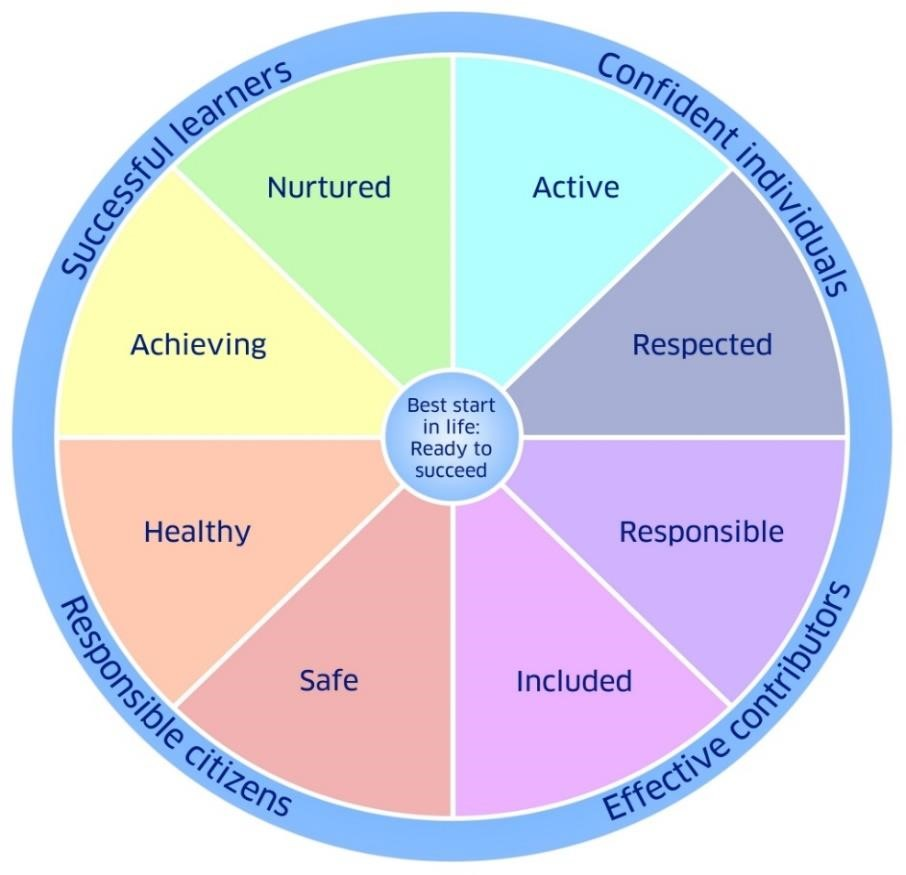 Successful learners
Confident individuals
Nurtured
Active
Achieving
Respected
Best start
in life:
Ready to
succeed
Healthy
Responsible
Safe
Included
Responsible citizens
Effective contributors